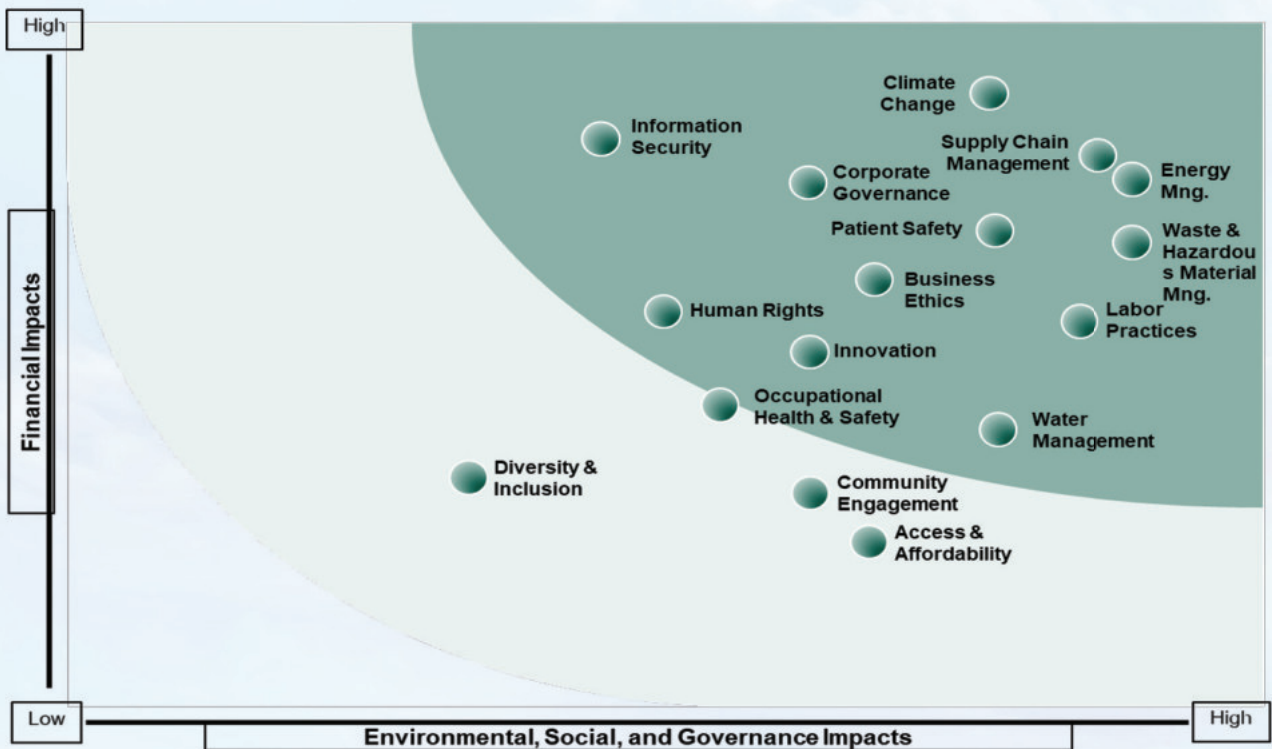 High
Climate
Change
Information
Security
Supply Chain
Management
Corporate
Governance
Energy
Mng.
Patient Safety
Waste &
Hazardou
s Material
Mng.
Business
Ethics
Human Rights
Labor
Practices
Innovation
Occupational
Health & Safety
Water
Management
Diversity &
Inclusion
Community
Engagement
Access &
Affordability
Financial Impacts
Low
High
Environmental, Social, and Governance Impacts